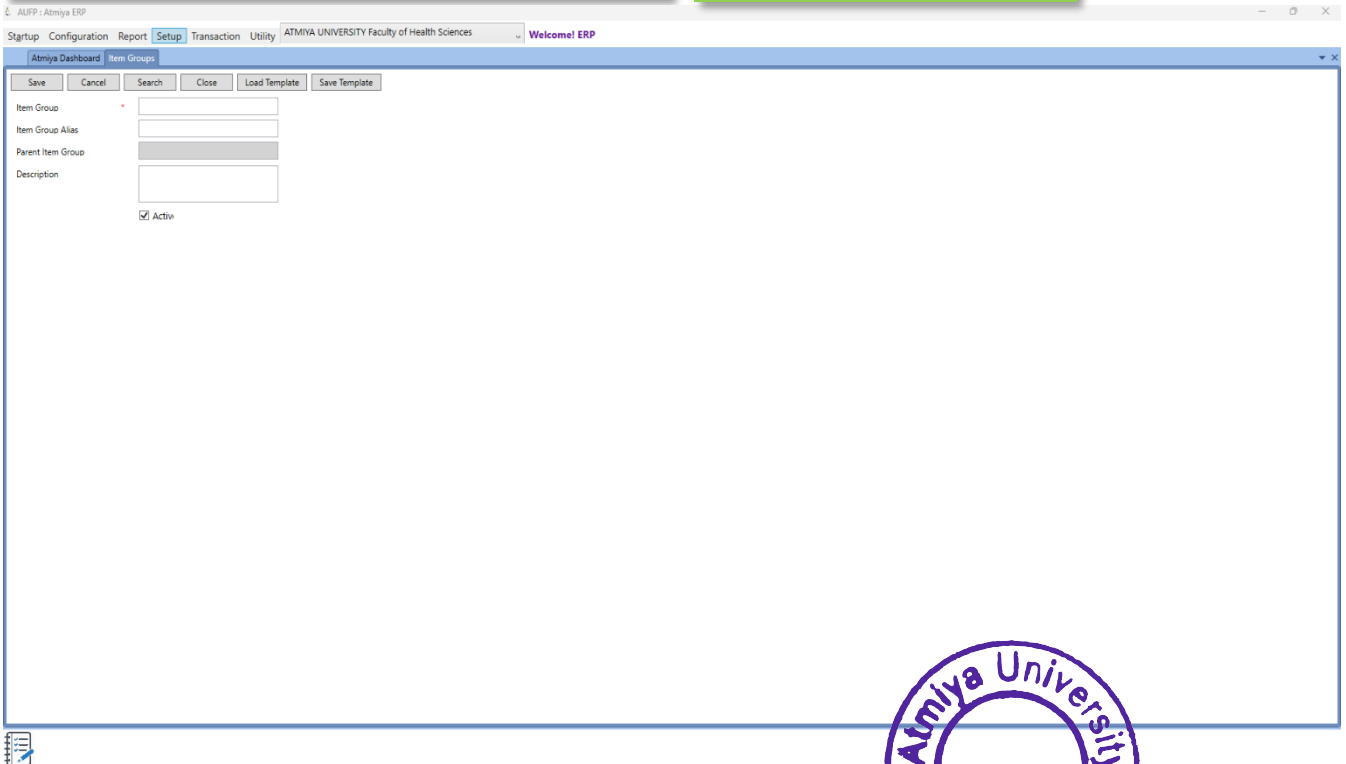 AUFP : Atmiya ERP
Startup Configuration Report Setup Transaction Utility ATMIYA UNIVERSITY Faculty of Health Sciences Welcome! ERP
Atmiya Dashboard Item Groups
Save Cancel Search Close Load Template Save Template
Item Group *
Item Group Alias
Parent Item Group
Description
Active
Atmiya University